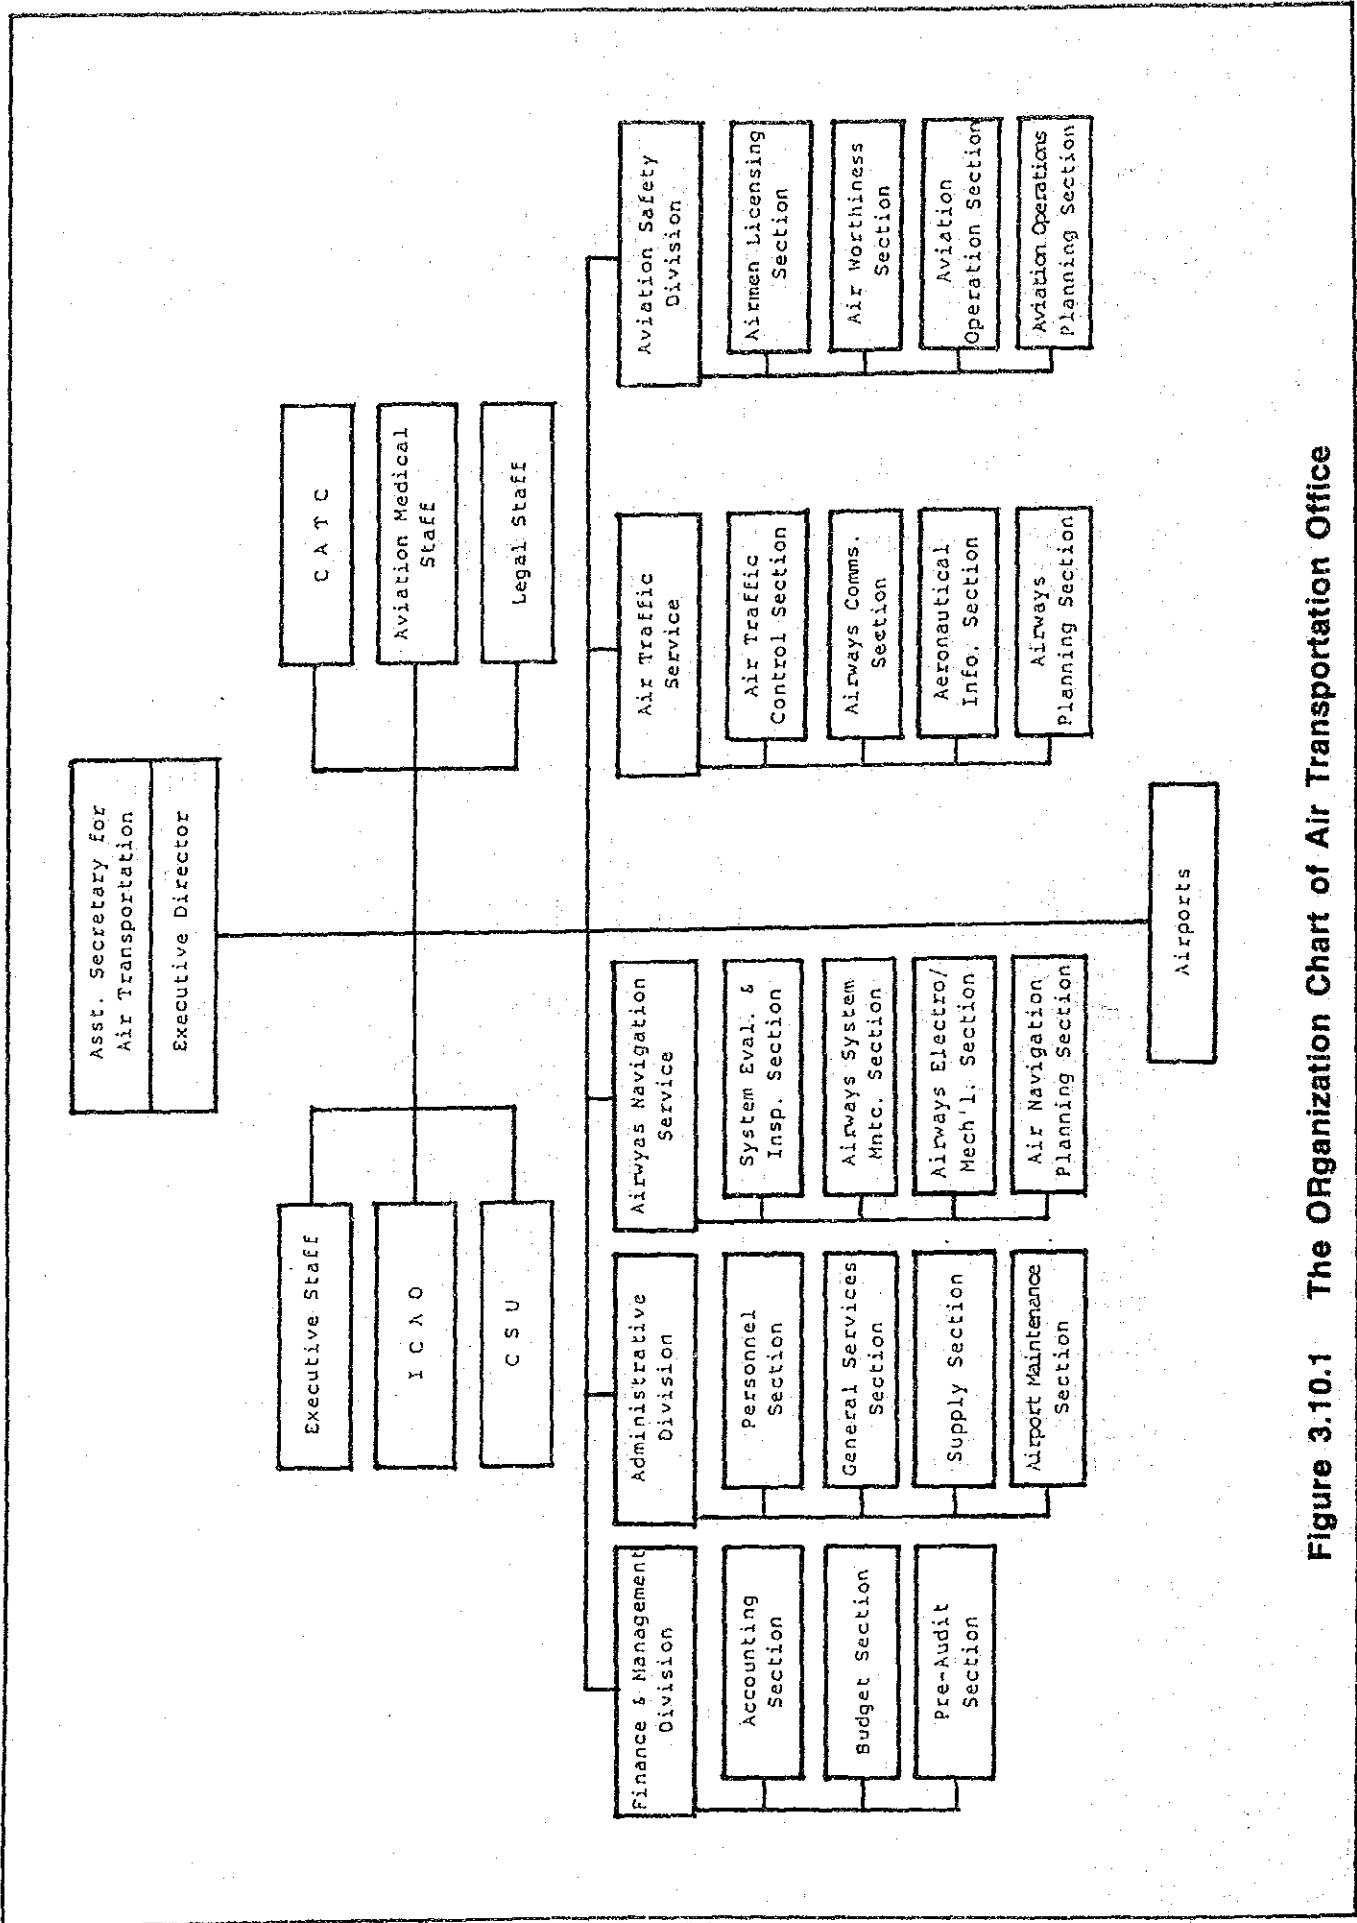 Asst. Secretary for
Air Transportation
Executive Director
Executive Staff
I C A O
C S U
C A T C
Aviation Medical
Staff
Legal Staff
Finance & Management
Division
Accounting
Section
Budget Section
Pre-Audit
Section
Administrative
Division
Personnel
Section
General Services
Section
Supply Section
Airport Maintenance
Section
Airwyas Navigation
Service
System Eval. &
Insp. Section
Airways System
Mntc. Section
Airways Electro/
Mech'l. Section
Air Navigation
Planning Section
Air Traffic
Service
Air Traffic
Control Section
Airways Comms.
Section
Aeronautical
Info. Section
Airways
Planning Section
Aviation Safety
Division
Airmen Licensing
Section
Air Worthiness
Section
Aviation
Operation Section
Aviation Operations
Planning Section
Airports
Figure 3.10.1 The ORganization Chart of Air Transportation Office